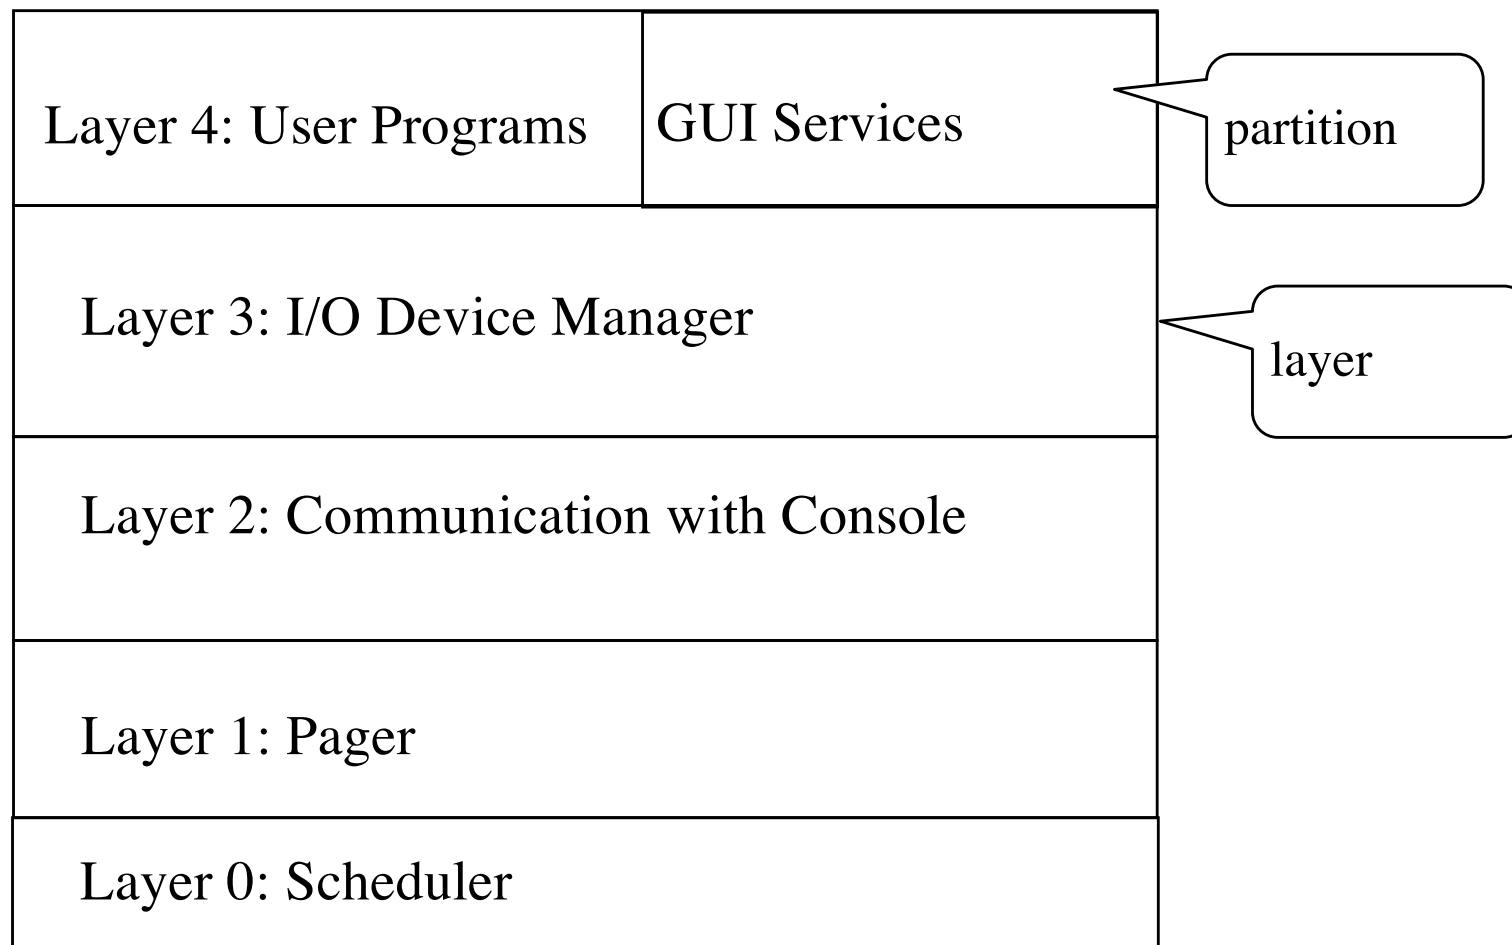 Layer 4: User Programs
GUI Services
partition
Layer 3: I/O Device Manager
layer
Layer 2: Communication with Console
Layer 1: Pager
Layer 0: Scheduler